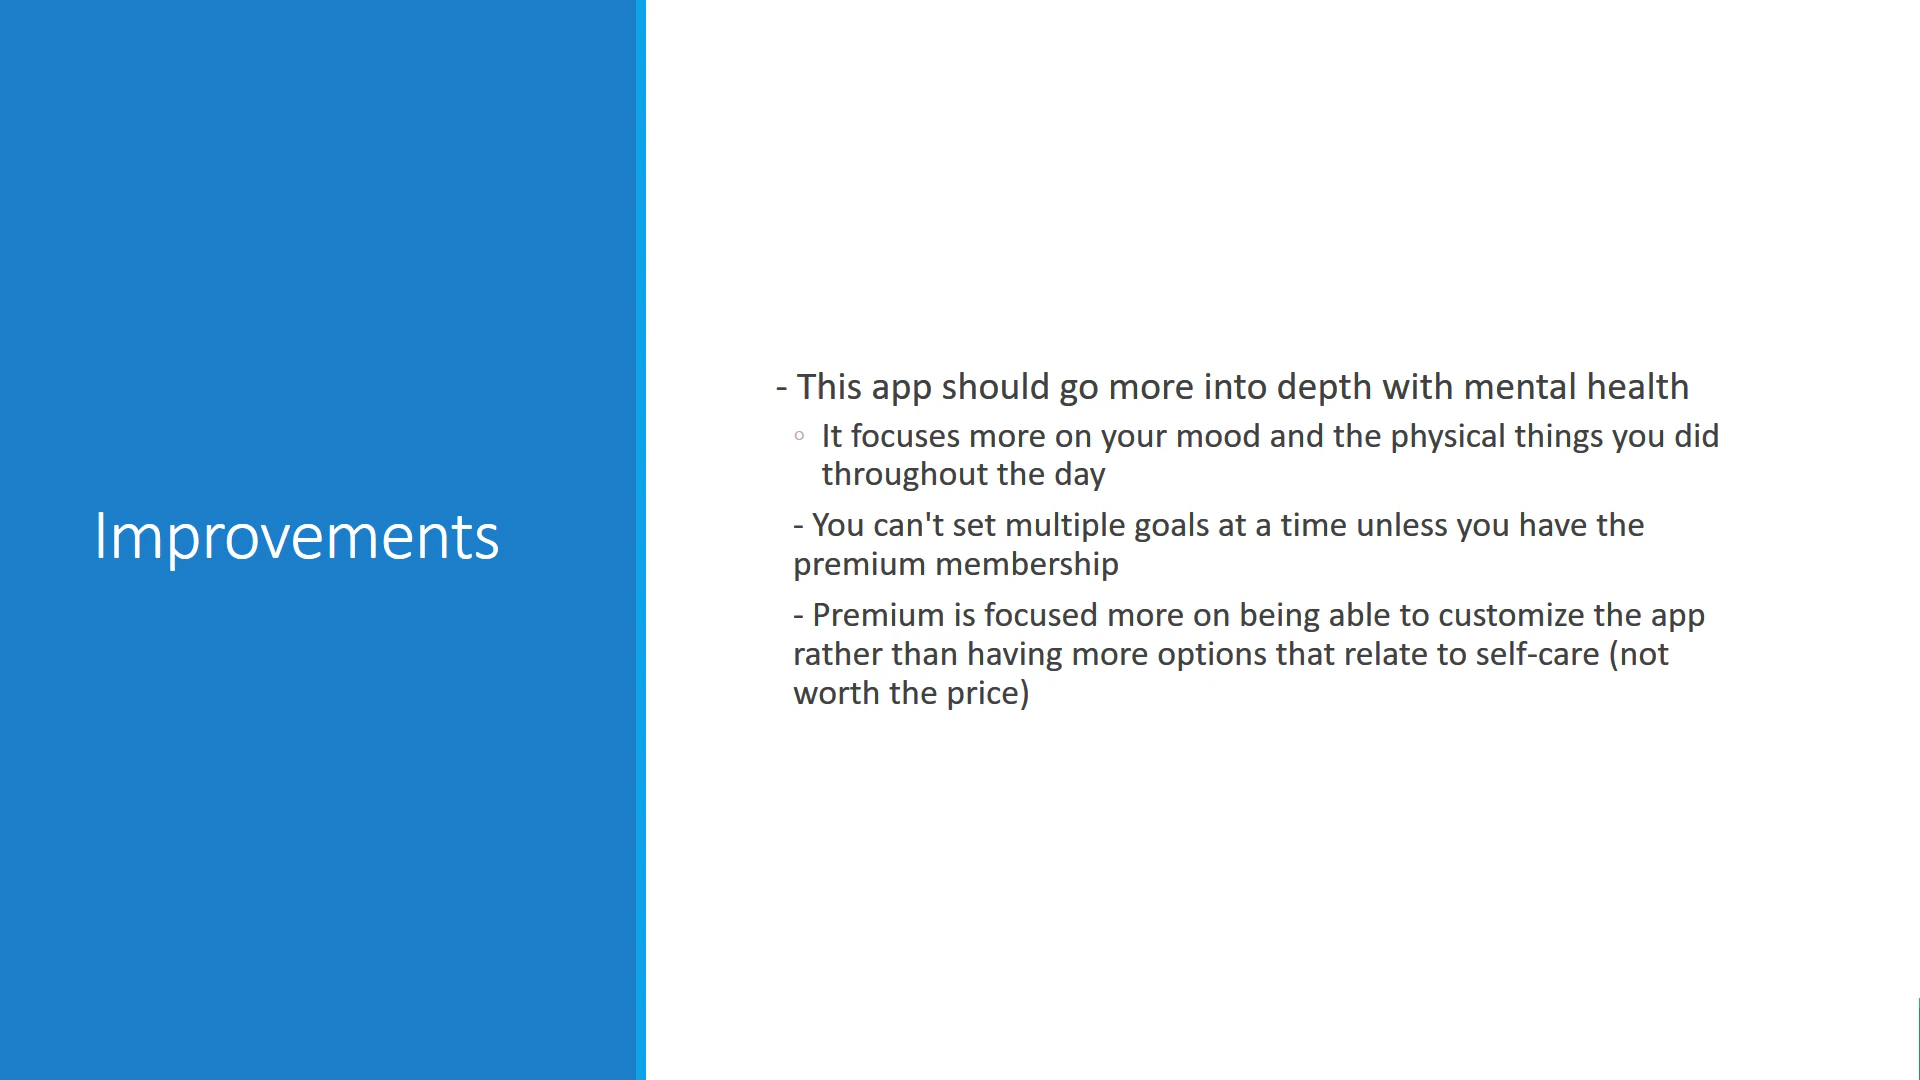 Improvements
- This app should go more into depth with mental health
◦ It focuses more on your mood and the physical things you did
throughout the day
- You can't set multiple goals at a time unless you have the
premium membership
- Premium is focused more on being able to customize the app
rather than having more options that relate to self-care (not
worth the price)